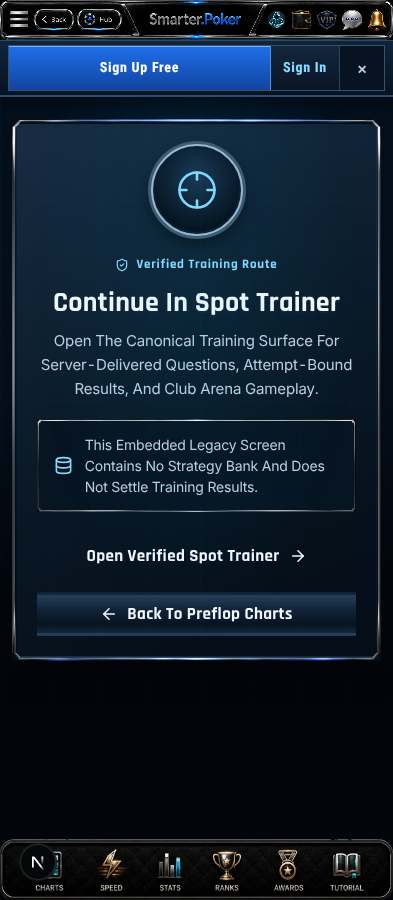 Back
Hub
Smarter.Poker
VIP
Sign Up Free
Sign In
×
Verified Training Route
Continue In Spot Trainer
Open The Canonical Training Surface For
Server-Delivered Questions, Attempt-Bound
Results, And Club Arena Gameplay.
This Embedded Legacy Screen
Contains No Strategy Bank And Does
Not Settle Training Results.
Open Verified Spot Trainer →
← Back To Preflop Charts
N
CHARTS
SPEED
STATS
RANKS
AWARDS
TUTORIAL